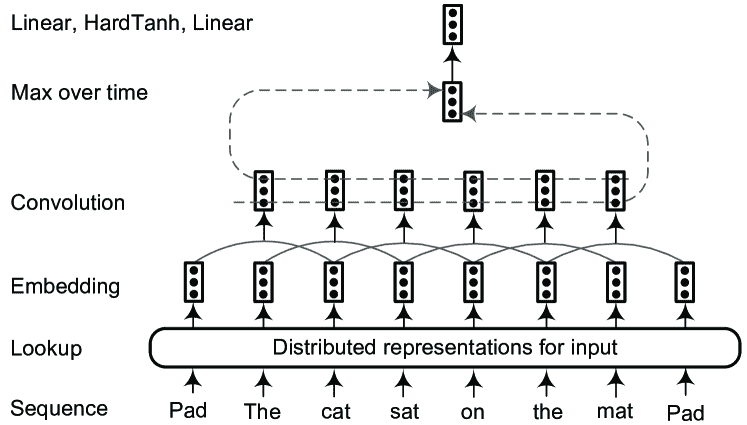 Linear, HardTanh, Linear
Max over time
Convolution
Embedding
Lookup
Distributed representations for input
Sequence
Pad The cat sat on the mat Pad